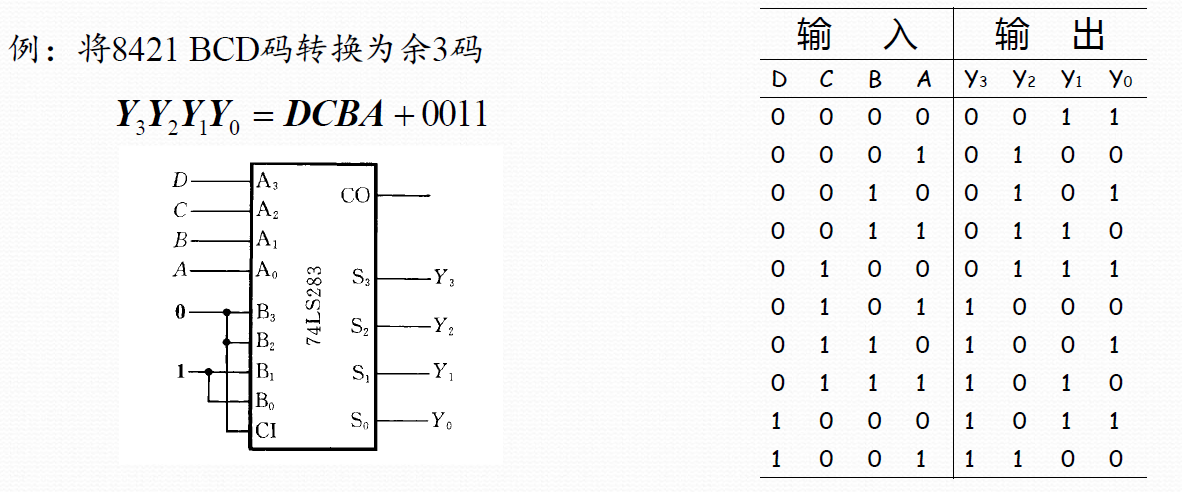 例：将8421 BCD码转换为余3码
Y3Y2Y1Y0 = DCBA + 0011
D A3 CO
C A2
B A1
A A0 S3 Y3
0 B3
B2 S2 Y2
1 B1 S1 Y1
B0
CI S0 Y0
74LS283
输 入 输 出
D C B A Y3 Y2 Y1 Y0
0 0 0 0 0 0 1 1
0 0 0 1 0 1 0 0
0 0 1 0 0 1 0 1
0 0 1 1 0 1 1 0
0 1 0 0 0 1 1 1
0 1 0 1 1 0 0 0
0 1 1 0 1 0 0 1
0 1 1 1 1 0 1 0
1 0 0 0 1 0 1 1
1 0 0 1 1 1 0 0